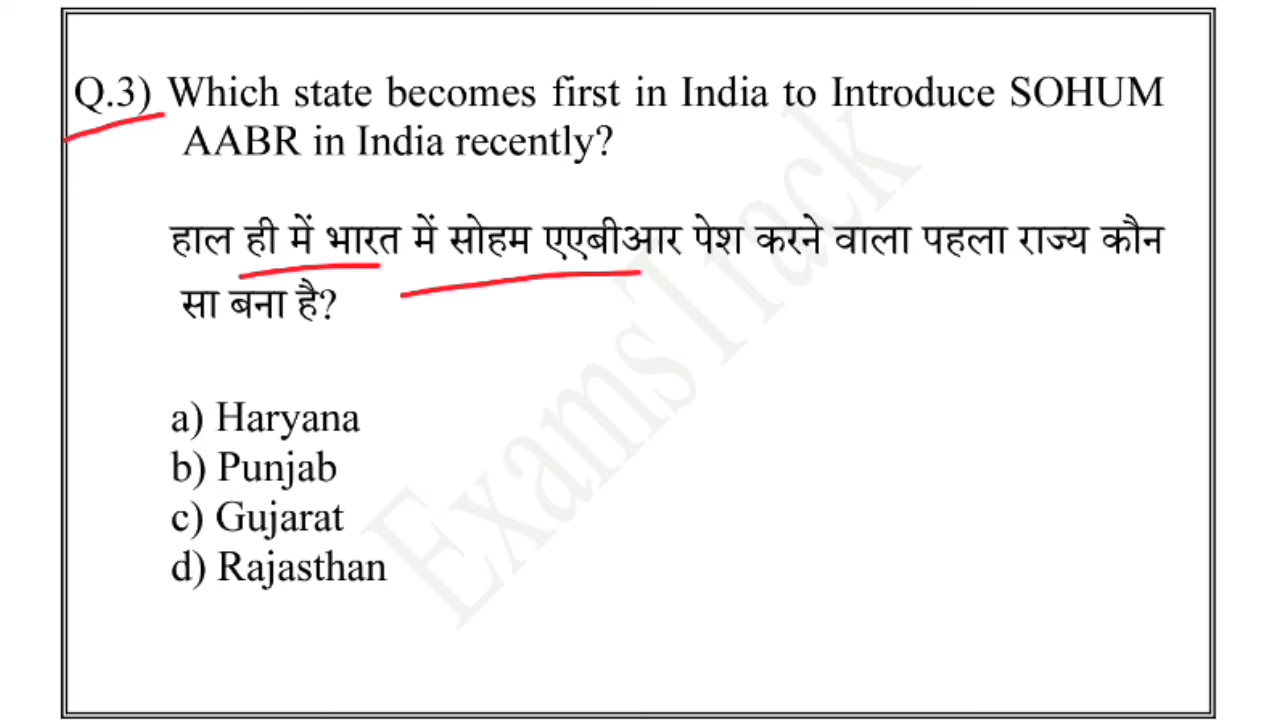 Q.3) Which state becomes first in India to Introduce SOHUM
AABR in India recently?
हाल ही में भारत में सोहम एएबीआर पेश करने वाला पहला राज्य कौन
सा बना है?
a) Haryana
b) Punjab
c) Gujarat
d) Rajasthan
ExamsTrack